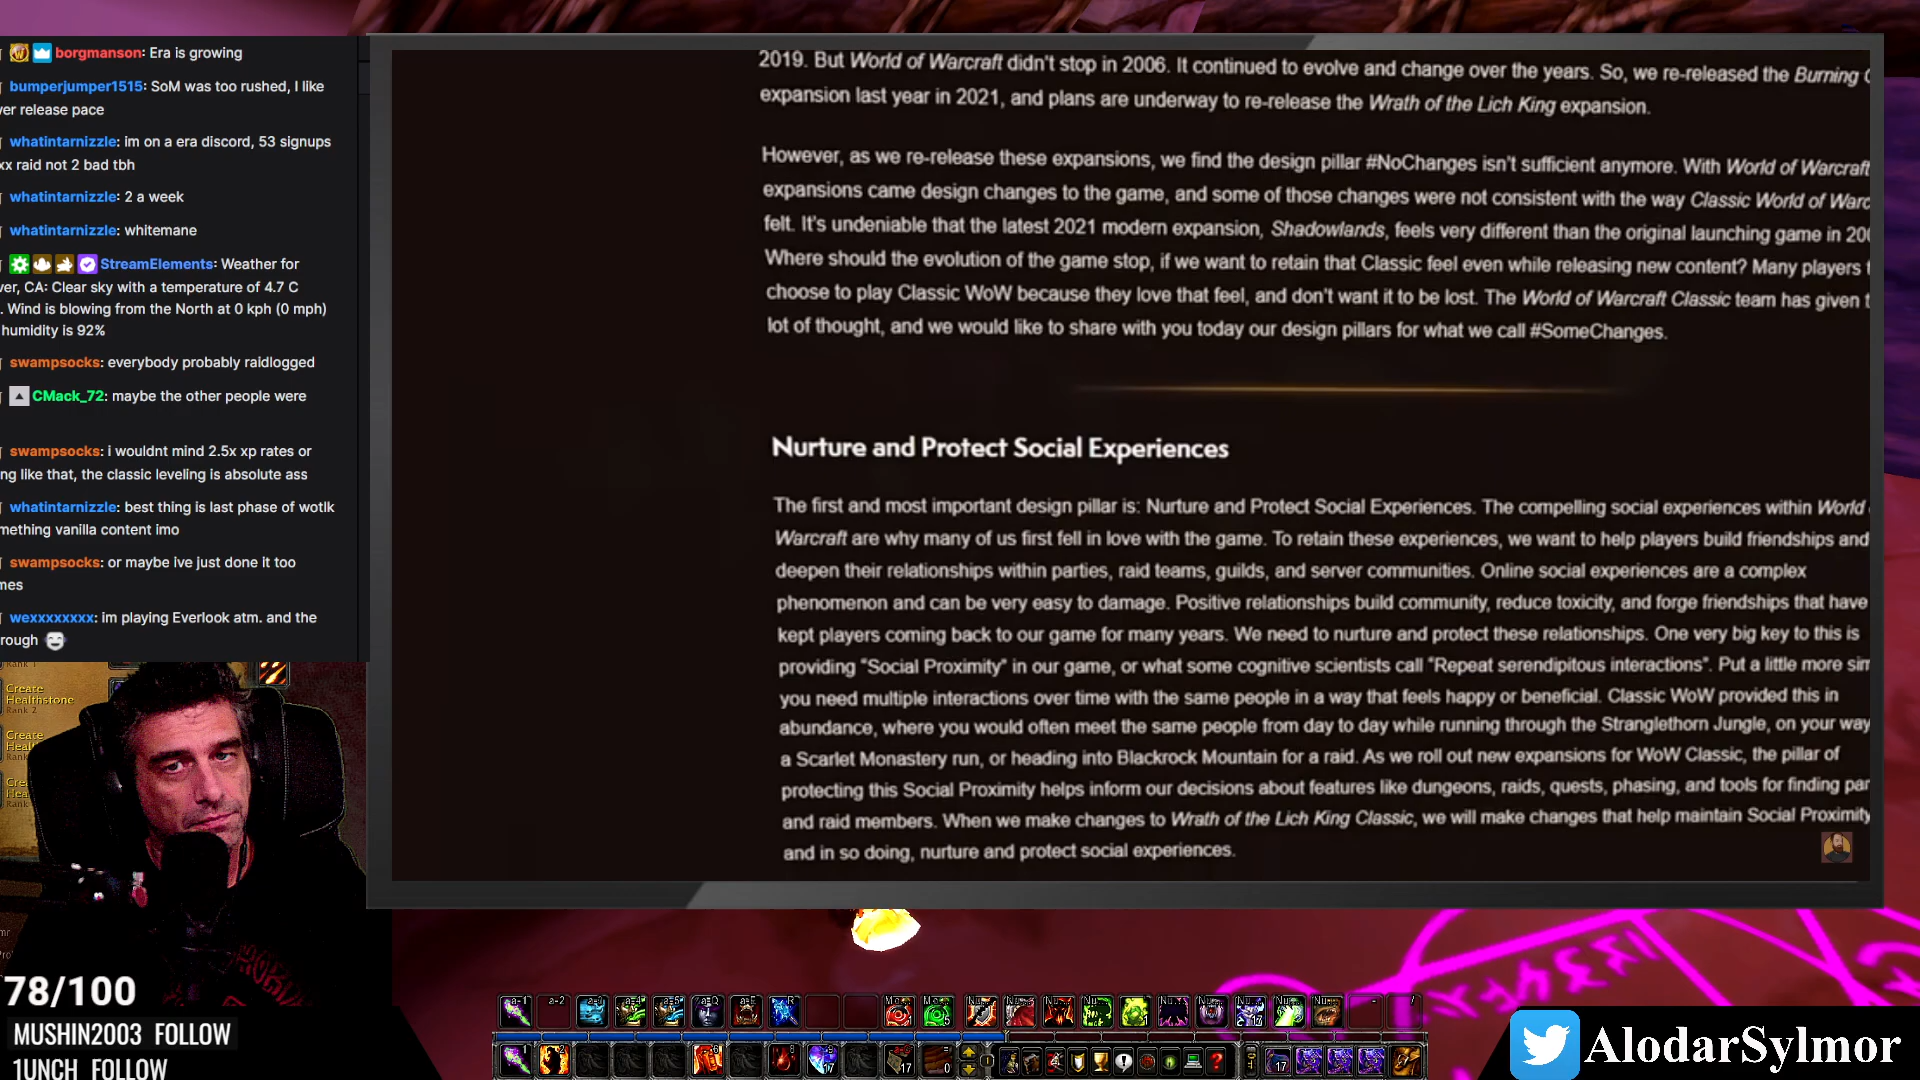 borgmanson: Era is growing
bumperjumper1515: SoM was too rushed, I like
ver release pace
whatintarnizzle: im on a era discord, 53 signups
xx raid not 2 bad tbh
whatintarnizzle: 2 a week
whatintarnizzle: whitemane
StreamElements: Weather for
ver, CA: Clear sky with a temperature of 4.7 C
. Wind is blowing from the North at 0 kph (0 mph)
humidity is 92%
swampsocks: everybody probably raidlogged
CMack_72: maybe the other people were
swampsocks: i wouldnt mind 2.5x xp rates or
ng like that, the classic leveling is absolute ass
whatintarnizzle: best thing is last phase of wotlk
mething vanilla content imo
swampsocks: or maybe ive just done it too
mes
wexxxxxxxx: im playing Everlook atm. and the
rough
2019. But World of Warcraft didn't stop in 2006. It continued to evolve and change over the years. So, we re-released the Burning C
expansion last year in 2021, and plans are underway to re-release the Wrath of the Lich King expansion.
However, as we re-release these expansions, we find the design pillar #NoChanges isn't sufficient anymore. With World of Warcraft
expansions came design changes to the game, and some of those changes were not consistent with the way Classic World of Warc
felt. It's undeniable that the latest 2021 modern expansion, Shadowlands, feels very different than the original launching game in 200
Where should the evolution of the game stop, if we want to retain that Classic feel even while releasing new content? Many players t
choose to play Classic WoW because they love that feel, and don't want it to be lost. The World of Warcraft Classic team has given t
lot of thought, and we would like to share with you today our design pillars for what we call #SomeChanges.
Nurture and Protect Social Experiences
The first and most important design pillar is: Nurture and Protect Social Experiences. The compelling social experiences within World
Warcraft are why many of us first fell in love with the game. To retain these experiences, we want to help players build friendships and
deepen their relationships within parties, raid teams, guilds, and server communities. Online social experiences are a complex
phenomenon and can be very easy to damage. Positive relationships build community, reduce toxicity, and forge friendships that have
kept players coming back to our game for many years. We need to nurture and protect these relationships. One very big key to this is
providing "Social Proximity" in our game, or what some cognitive scientists call "Repeat serendipitous interactions". Put a little more sim
you need multiple interactions over time with the same people in a way that feels happy or beneficial. Classic WoW provided this in
abundance, where you would often meet the same people from day to day while running through the Stranglethorn Jungle, on your way
a Scarlet Monastery run, or heading into Blackrock Mountain for a raid. As we roll out new expansions for WoW Classic, the pillar of
protecting this Social Proximity helps inform our decisions about features like dungeons, raids, quests, phasing, and tools for finding par
and raid members. When we make changes to Wrath of the Lich King Classic, we will make changes that help maintain Social Proximity
and in so doing, nurture and protect social experiences.
Create
Healthstone
Rank 2
Create
78/100
MUSHIN2003 FOLLOW
1UNCH FOLLOW
AlodarSylmor